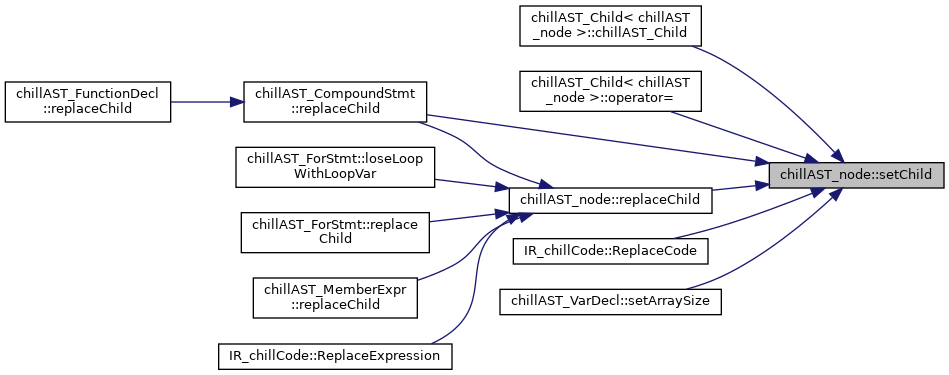 chillAST_Child< chillAST
_node >::chillAST_Child
chillAST_Child< chillAST
_node >::operator=
chillAST_FunctionDecl
::replaceChild
chillAST_CompoundStmt
::replaceChild
chillAST_ForStmt::loseLoop
WithLoopVar
chillAST_node::setChild
chillAST_node::replaceChild
chillAST_ForStmt::replace
Child
IR_chillCode::ReplaceCode
chillAST_MemberExpr
::replaceChild
chillAST_VarDecl::setArraySize
IR_chillCode::ReplaceExpression